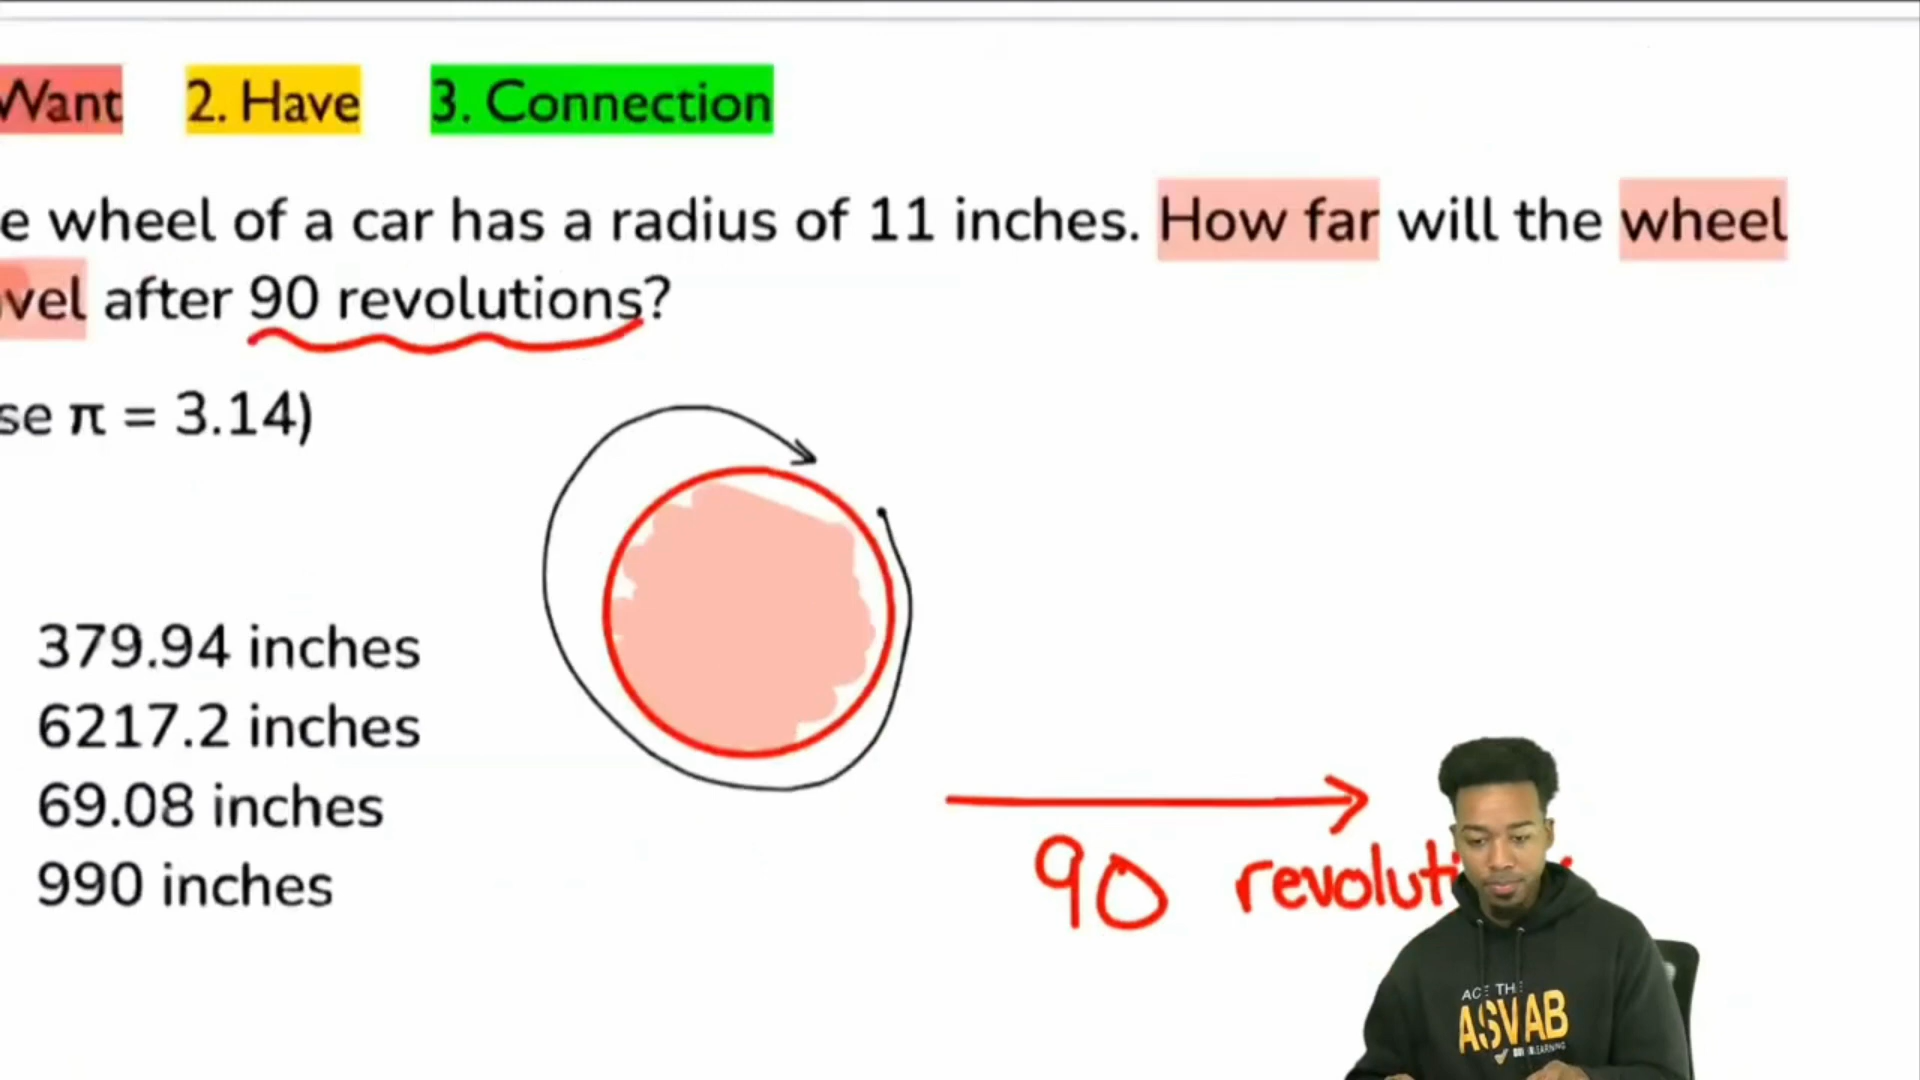 Want 2. Have 3. Connection
e wheel of a car has a radius of 11 inches. How far will the wheel
vel after 90 revolutions?
se π = 3.14)
379.94 inches
6217.2 inches
69.08 inches
990 inches
90 revoluti
ACE THE
ASVAB